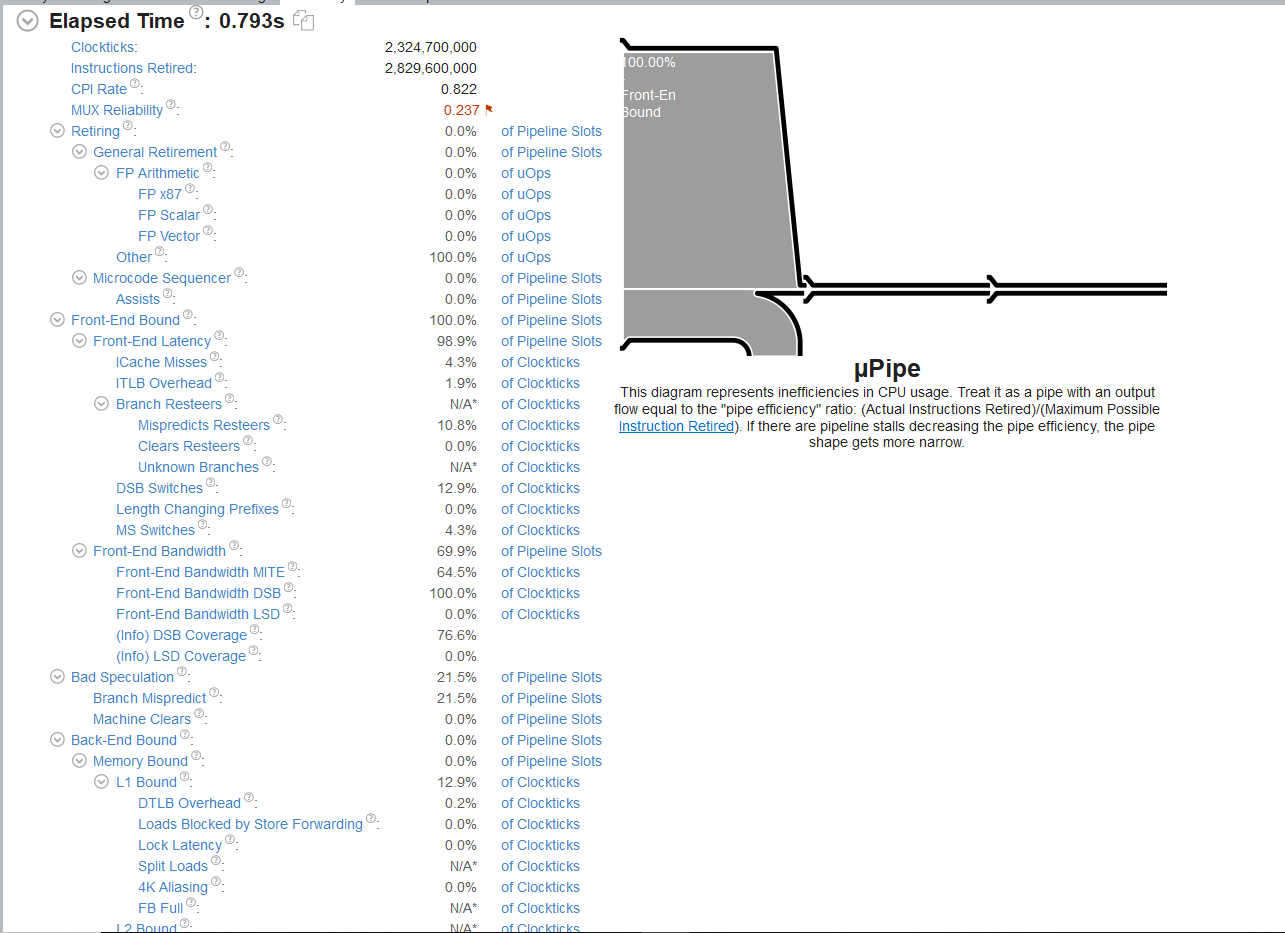 Elapsed Time ?: 0.793s
Clockticks: 2,324,700,000
Instructions Retired: 2,829,600,000
CPI Rate ?: 0.822
MUX Reliability ?: 0.237
Retiring ?: 0.0% of Pipeline Slots
General Retirement ?: 0.0% of Pipeline Slots
FP Arithmetic ?: 0.0% of uOps
FP x87 ?: 0.0% of uOps
FP Scalar ?: 0.0% of uOps
FP Vector ?: 0.0% of uOps
Other ?: 100.0% of uOps
Microcode Sequencer ?: 0.0% of Pipeline Slots
Assists ?: 0.0% of Pipeline Slots
Front-End Bound ?: 100.0% of Pipeline Slots
Front-End Latency ?: 98.9% of Pipeline Slots
ICache Misses ?: 4.3% of Clockticks
ITLB Overhead ?: 1.9% of Clockticks
Branch Resteers ?: N/A* of Clockticks
Mispredicts Resteers ?: 10.8% of Clockticks
Clears Resteers ?: 0.0% of Clockticks
Unknown Branches ?: N/A* of Clockticks
DSB Switches ?: 12.9% of Clockticks
Length Changing Prefixes ?: 0.0% of Clockticks
MS Switches ?: 4.3% of Clockticks
Front-End Bandwidth ?: 69.9% of Pipeline Slots
Front-End Bandwidth MITE ?: 64.5% of Clockticks
Front-End Bandwidth DSB ?: 100.0% of Clockticks
Front-End Bandwidth LSD ?: 0.0% of Clockticks
(Info) DSB Coverage ?: 76.6%
(Info) LSD Coverage ?: 0.0%
Bad Speculation ?: 21.5% of Pipeline Slots
Branch Mispredict ?: 21.5% of Pipeline Slots
Machine Clears ?: 0.0% of Pipeline Slots
Back-End Bound ?: 0.0% of Pipeline Slots
Memory Bound ?: 0.0% of Pipeline Slots
L1 Bound ?: 12.9% of Clockticks
DTLB Overhead ?: 0.2% of Clockticks
Loads Blocked by Store Forwarding ?: 0.0% of Clockticks
Lock Latency ?: 0.0% of Clockticks
Split Loads ?: N/A* of Clockticks
4K Aliasing ?: 0.0% of Clockticks
FB Full ?: N/A* of Clockticks
L2 Bound ?: N/A* of Clockticks
100.00%
-
Front-En
Bound
µPipe
This diagram represents inefficiencies in CPU usage. Treat it as a pipe with an output
flow equal to the "pipe efficiency" ratio: (Actual Instructions Retired)/(Maximum Possible
Instruction Retired). If there are pipeline stalls decreasing the pipe efficiency, the pipe
shape gets more narrow.